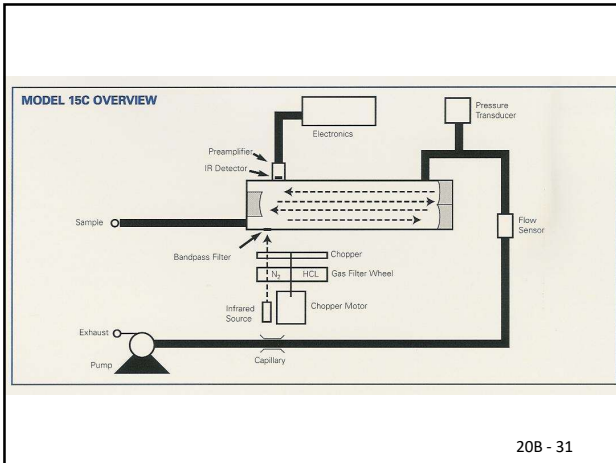 MODEL 15C OVERVIEW
Pressure
Transducer
Electronics
Preamplifier
IR Detector
Sample
Flow
Sensor
Bandpass Filter
Chopper
N₂
HCL
Gas Filter Wheel
Infrared
Source
Chopper Motor
Exhaust
Pump
Capillary
20B - 31